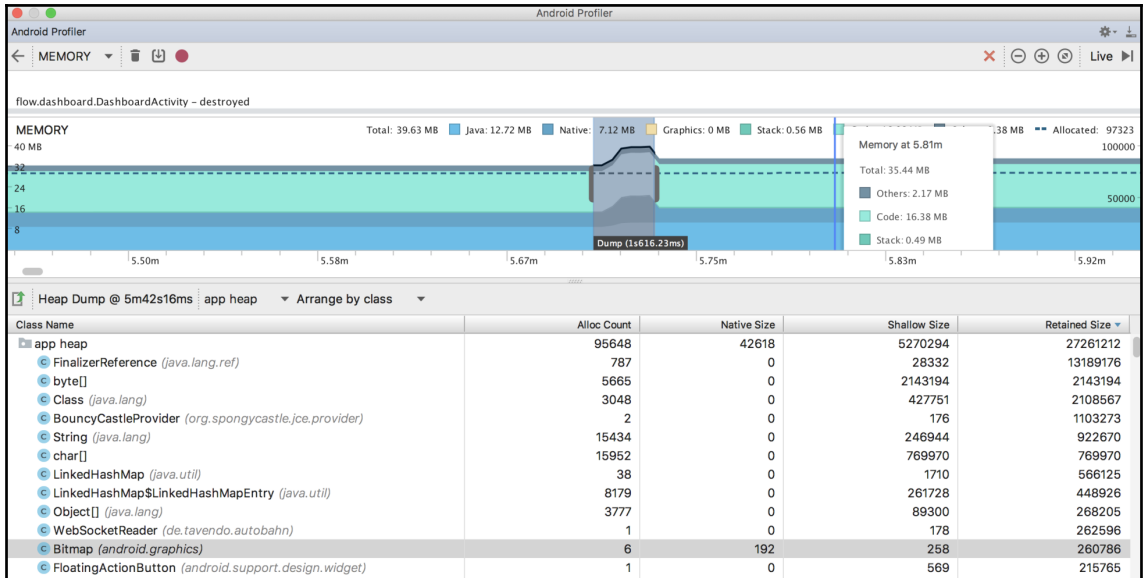 Android Profiler
Android Profiler
MEMORY
Live
flow.dashboard.DashboardActivity – destroyed
MEMORY Total: 39.63 MB Java: 12.72 MB Native: 7.12 MB Graphics: 0 MB Stack: 0.56 MB .38 MB Allocated: 97323
40 MB 100000
Memory at 5.81m
32
Total: 35.44 MB
24
Others: 2.17 MB
50000
16
Code: 16.38 MB
8
Stack: 0.49 MB
Dump (1s616.23ms)
5.50m 5.58m 5.67m 5.75m 5.83m 5.92m
Heap Dump @ 5m42s16ms app heap Arrange by class
Class Name Alloc Count Native Size Shallow Size Retained Size
app heap 95648 42618 5270294 27261212
FinalizerReference (java.lang.ref) 787 0 28332 13189176
byte[] 5665 0 2143194 2143194
Class (java.lang) 3048 0 427751 2108567
BouncyCastleProvider (org.spongycastle.jce.provider) 2 0 176 1103273
String (java.lang) 15434 0 246944 922670
char[] 15952 0 769970 769970
LinkedHashMap (java.util) 38 0 1710 566125
LinkedHashMap$LinkedHashMapEntry (java.util) 8179 0 261728 448926
Object[] (java.lang) 3777 0 89300 268205
WebSocketReader (de.tavendo.autobahn) 1 0 178 262596
Bitmap (android.graphics) 6 192 258 260786
FloatingActionButton (android.support.design.widget) 1 0 569 215765